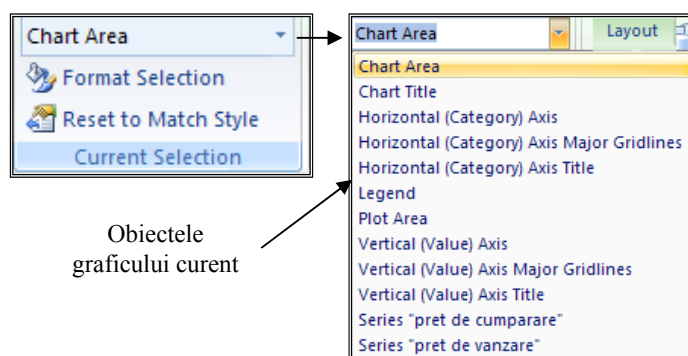 Chart Area
Format Selection
Reset to Match Style
Current Selection
Obiectele
graficului curent
Chart Area
Layout
Chart Area
Chart Title
Horizontal (Category) Axis
Horizontal (Category) Axis Major Gridlines
Horizontal (Category) Axis Title
Legend
Plot Area
Vertical (Value) Axis
Vertical (Value) Axis Major Gridlines
Vertical (Value) Axis Title
Series "pret de cumparare"
Series "pret de vanzare"